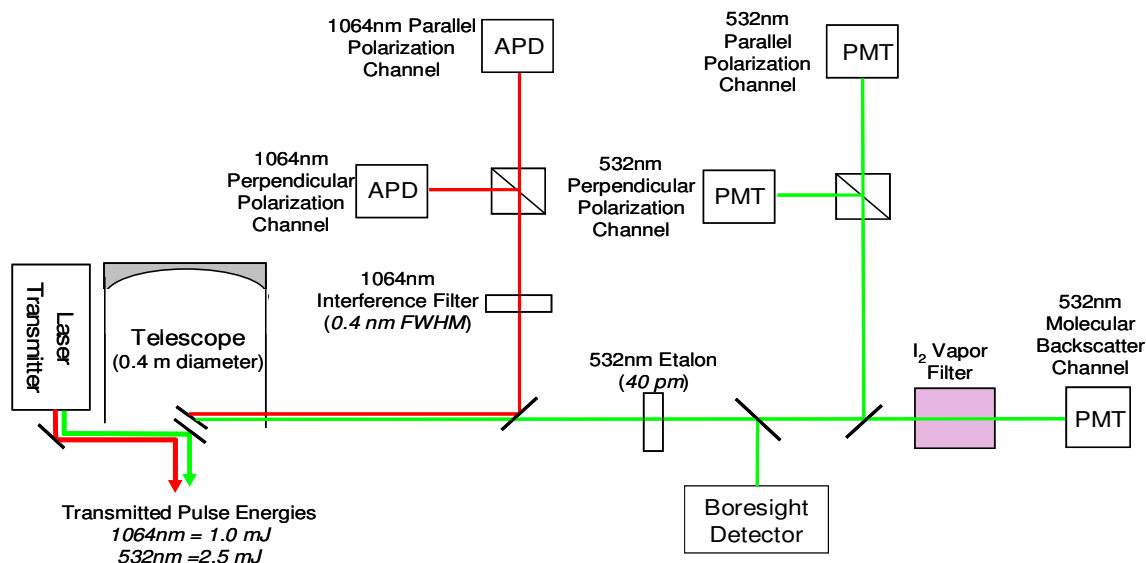 1064nm Parallel
Polarization
Channel
APD
532nm
Parallel
Polarization
Channel
PMT
1064nm
Perpendicular
Polarization
Channel
APD
532nm
Perpendicular
Polarization
Channel
PMT
Laser
Transmitter
Telescope
(0.4 m diameter)
1064nm
Interference Filter
(0.4 nm FWHM)
532nm Etalon
(40 pm)
I2 Vapor
Filter
532nm
Molecular
Backscatter
Channel
PMT
Boresight
Detector
Transmitted Pulse Energies
1064nm = 1.0 mJ
532nm =2.5 mJ